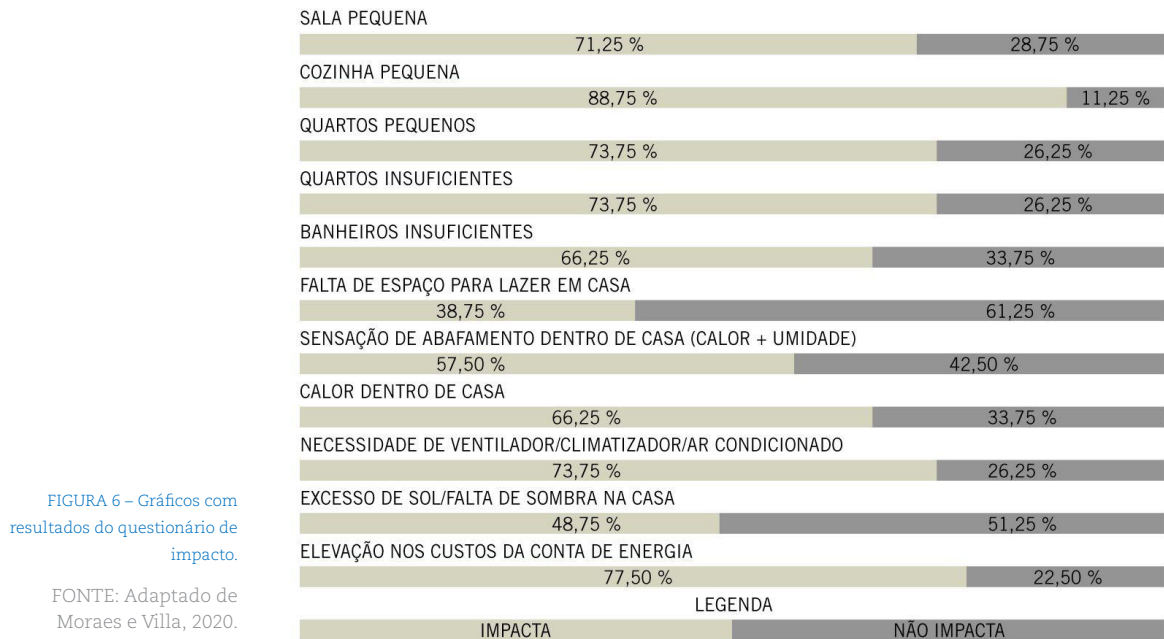 SALA PEQUENA
71,25 % 28,75 %
COZINHA PEQUENA
88,75 % 11,25 %
QUARTOS PEQUENOS
73,75 % 26,25 %
QUARTOS INSUFICIENTES
73,75 % 26,25 %
BANHEIROS INSUFICIENTES
66,25 % 33,75 %
FALTA DE ESPAÇO PARA LAZER EM CASA
38,75 % 61,25 %
SENSAÇÃO DE ABAFAMENTO DENTRO DE CASA (CALOR + UMIDADE)
57,50 % 42,50 %
CALOR DENTRO DE CASA
66,25 % 33,75 %
NECESSIDADE DE VENTILADOR/CLIMATIZADOR/AR CONDICIONADO
73,75 % 26,25 %
EXCESSO DE SOL/FALTA DE SOMBRA NA CASA
48,75 % 51,25 %
ELEVAÇÃO NOS CUSTOS DA CONTA DE ENERGIA
77,50 % 22,50 %
LEGENDA
IMPACTA NÃO IMPACTA
FIGURA 6 – Gráficos com
resultados do questionário de
impacto.
FONTE: Adaptado de
Moraes e Villa, 2020.